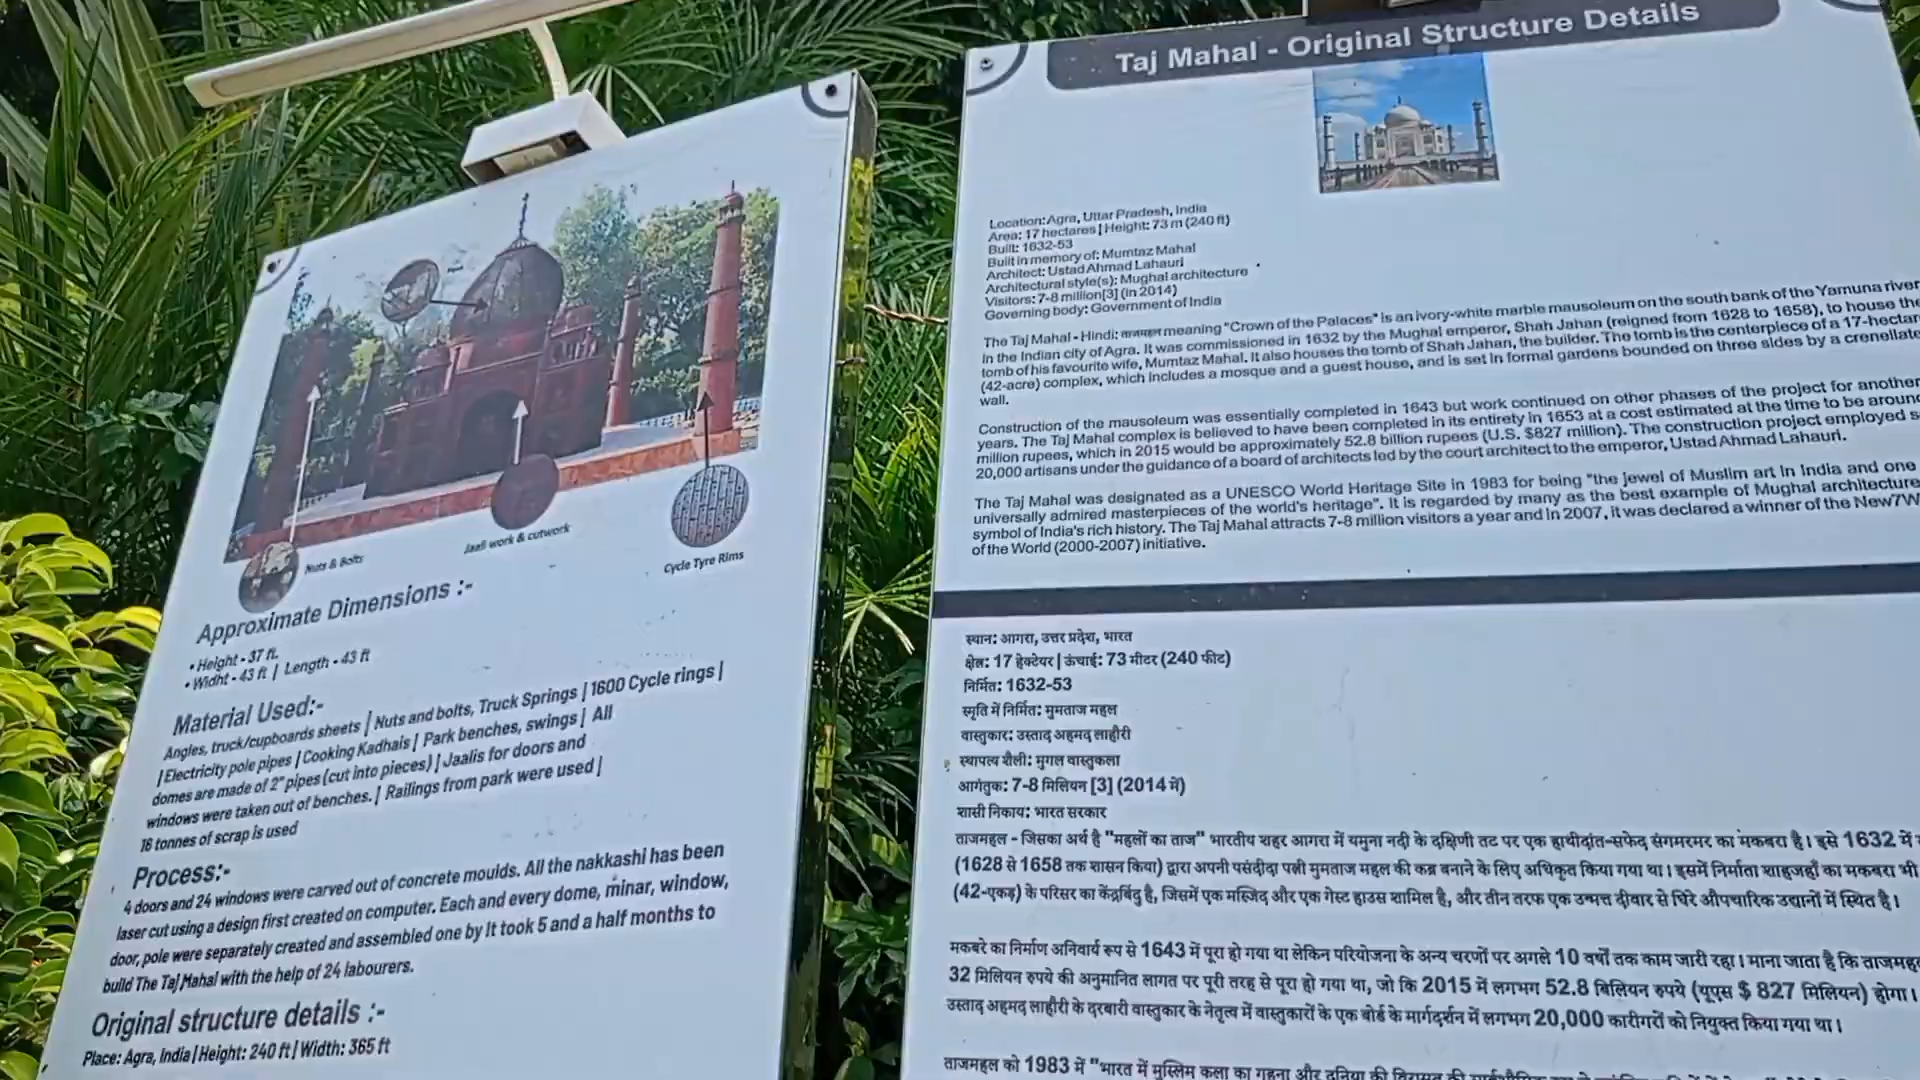 Nuts & Bolts
Jaali work & cutwork
Cycle Tyre Rims
Approximate Dimensions :-
• Height - 37 ft.
• Widht - 43 ft | Length - 43 ft
Material Used:-
Angles, truck/cupboards sheets | Nuts and bolts, Truck Springs | 1600 Cycle rings |
| Electricity pole pipes | Cooking Kadhais | Park benches, swings | All
domes are made of 2" pipes (cut into pieces) | Jaalis for doors and
windows were taken out of benches. | Railings from park were used |
16 tonnes of scrap is used
Process:-
4 doors and 24 windows were carved out of concrete moulds. All the nakkashi has been
laser cut using a design first created on computer. Each and every dome, minar, window,
door, pole were separately created and assembled one by It took 5 and a half months to
build The Taj Mahal with the help of 24 labourers.
Original structure details :-
Place: Agra, India | Height: 240 ft | Width: 365 ft
Taj Mahal - Original Structure Details
Location: Agra, Uttar Pradesh, India
Area: 17 hectares | Height: 73 m (240 ft)
Built: 1632-53
Built in memory of: Mumtaz Mahal
Architect: Ustad Ahmad Lahauri
Architectural style(s): Mughal architecture
Visitors: 7-8 million[3] (in 2014)
Governing body: Government of India
The Taj Mahal - Hindi: ताजमहल meaning "Crown of the Palaces" is an ivory-white marble mausoleum on the south bank of the Yamuna river
in the Indian city of Agra. It was commissioned in 1632 by the Mughal emperor, Shah Jahan (reigned from 1628 to 1658), to house the
tomb of his favourite wife, Mumtaz Mahal. It also houses the tomb of Shah Jahan, the builder. The tomb is the centerpiece of a 17-hectar
(42-acre) complex, which includes a mosque and a guest house, and is set in formal gardens bounded on three sides by a crenellate
wall.
Construction of the mausoleum was essentially completed in 1643 but work continued on other phases of the project for another
years. The Taj Mahal complex is believed to have been completed in its entirety in 1653 at a cost estimated at the time to be around
million rupees, which in 2015 would be approximately 52.8 billion rupees (U.S. $827 million). The construction project employed s
20,000 artisans under the guidance of a board of architects led by the court architect to the emperor, Ustad Ahmad Lahauri.
The Taj Mahal was designated as a UNESCO World Heritage Site in 1983 for being "the jewel of Muslim art in India and one
universally admired masterpieces of the world's heritage". It is regarded by many as the best example of Mughal architecture
symbol of India's rich history. The Taj Mahal attracts 7-8 million visitors a year and in 2007, it was declared a winner of the New7W
of the World (2000-2007) initiative.
स्थान: आगरा, उत्तर प्रदेश, भारत
क्षेत्र: 17 हेक्टेयर | ऊंचाई: 73 मीटर (240 फीट)
निर्मित: 1632-53
स्मृति में निर्मित: मुमताज महल
वास्तुकार: उस्ताद अहमद लाहौरी
स्थापत्य शैली: मुगल वास्तुकला
आगंतुक: 7-8 मिलियन [3] (2014 में)
शासी निकाय: भारत सरकार
ताजमहल - जिसका अर्थ है "महलों का ताज" भारतीय शहर आगरा में यमुना नदी के दक्षिणी तट पर एक हाथीदांत-सफेद संगमरमर का मकबरा है। इसे 1632 में
(1628 से 1658 तक शासन किया) द्वारा अपनी पसंदीदा पत्नी मुमताज महल की कब्र बनाने के लिए अधिकृत किया गया था। इसमें निर्माता शाहजहाँ का मकबरा भी
(42-एकड़) के परिसर का केंद्रबिंदु है, जिसमें एक मस्जिद और एक गेस्ट हाउस शामिल है, और तीन तरफ एक उन्मत्त दीवार से घिरे औपचारिक उद्यानों में स्थित है।
मकबरे का निर्माण अनिवार्य रूप से 1643 में पूरा हो गया था लेकिन परियोजना के अन्य चरणों पर अगले 10 वर्षों तक काम जारी रहा। माना जाता है कि ताजमहल
32 मिलियन रुपये की अनुमानित लागत पर पूरी तरह से पूरा हो गया था, जो कि 2015 में लगभग 52.8 बिलियन रुपये (यूएस $ 827 मिलियन) होगा।
उस्ताद अहमद लाहौरी के दरबारी वास्तुकार के नेतृत्व में वास्तुकारों के एक बोर्ड के मार्गदर्शन में लगभग 20,000 कारीगरों को नियुक्त किया गया था।
ताजमहल को 1983 में "भारत में मुस्लिम कला का गहना और दुनिया की विरासत की